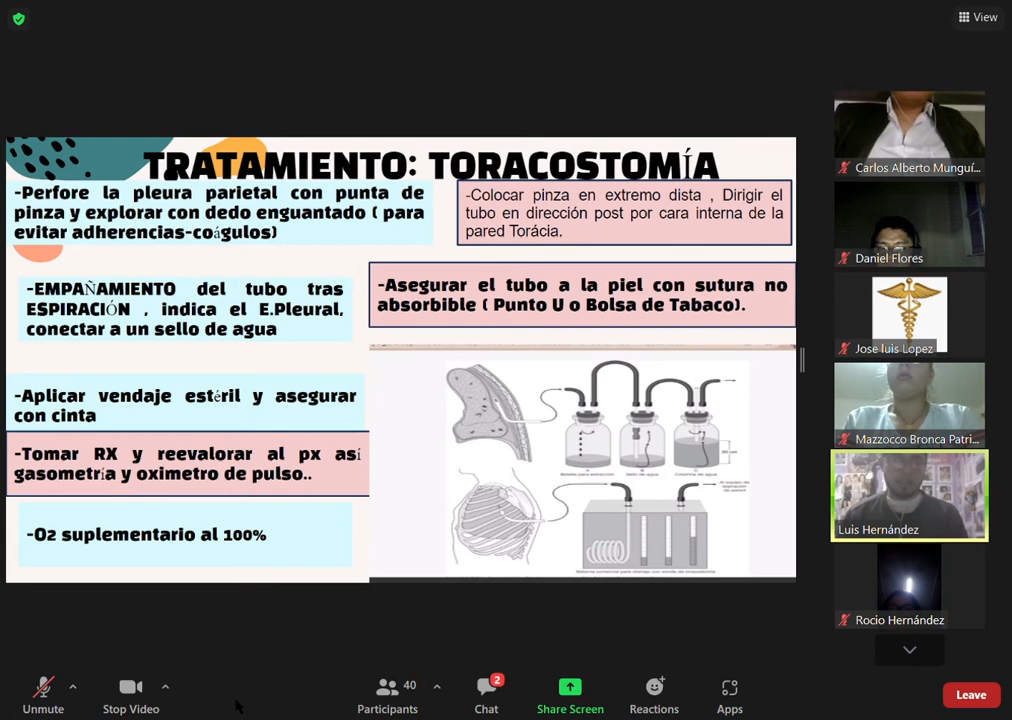 View
TRATAMIENTO: TORACOSTOMÍA
-Perfore la pleura parietal con punta de
pinza y explorar con dedo enguantado ( para
evitar adherencias-coágulos)
-Colocar pinza en extremo dista , Dirigir el
tubo en dirección post por cara interna de la
pared Torácia.
-EMPAÑAMIENTO del tubo tras
ESPIRACIÓN , indica el E.Pleural,
conectar a un sello de agua
-Asegurar el tubo a la piel con sutura no
absorbible ( Punto U o Bolsa de Tabaco).
-Aplicar vendaje estéril y asegurar
con cinta
-Tomar RX y reevalorar al px así
gasometría y oximetro de pulso..
-O2 suplementario al 100%
Carlos Alberto Munguí...
Daniel Flores
Jose luis Lopez
Mazzocco Bronca Patri...
Luis Hernández
Rocio Hernández
Unmute
Stop Video
40
Participants
2
Chat
Share Screen
Reactions
Apps
Leave